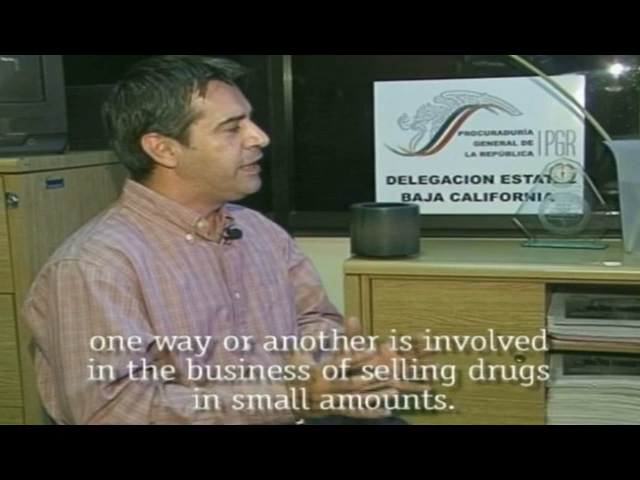 PROCURADURÍA
GENERAL DE
LA REPÚBLICA
PGR
DELEGACION ESTATAL
BAJA CALIFORNIA
one way or another is involved
in the business of selling drugs
in small amounts.